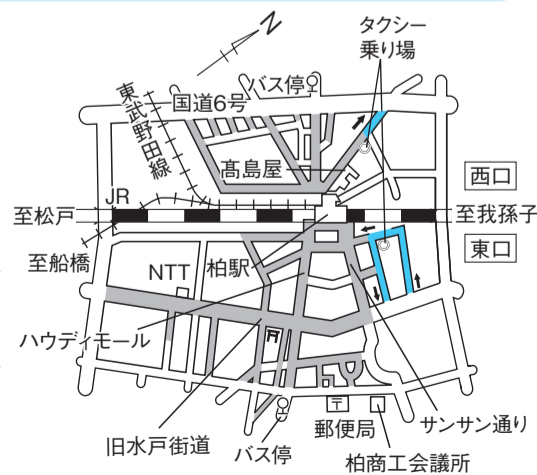 タクシー
乗り場
N
バス停
国道6号
東武野田線
髙島屋
西口
JR
至松戸
至我孫子
東口
至船橋
NTT
柏駅
ハウディモール
サンサン通り
旧水戸街道
バス停
〒
郵便局
柏商工会議所